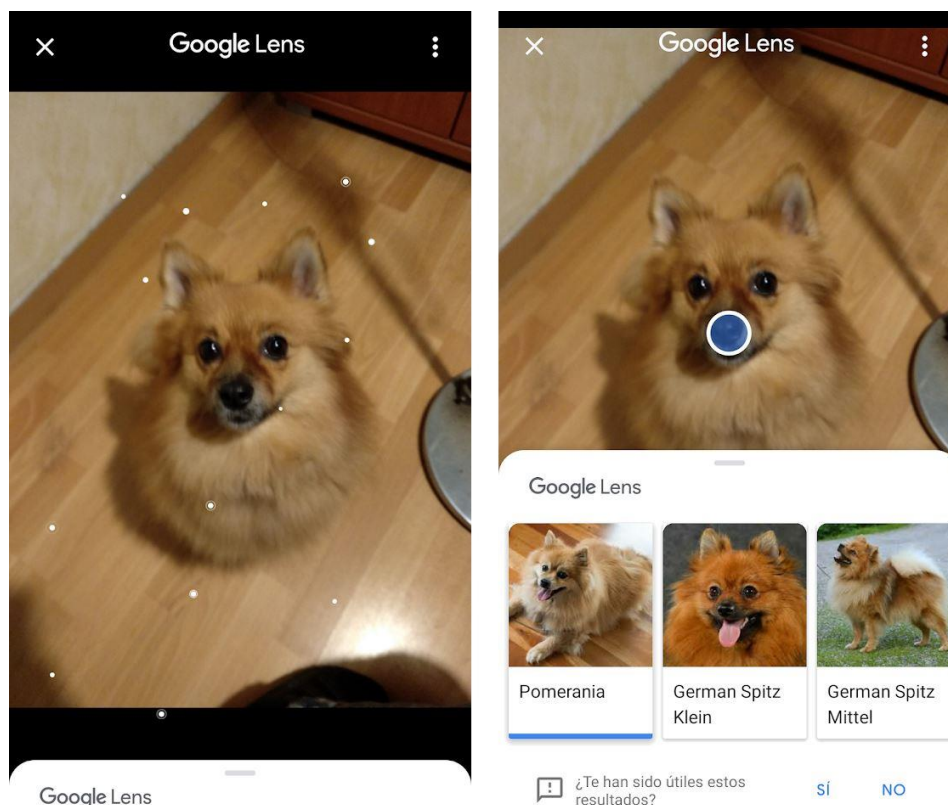 Google Lens
Google Lens
Google Lens
Google Lens
Pomerania
German Spitz
Klein
German Spitz
Mittel
¿Te han sido útiles estos
resultados?
SÍ
NO